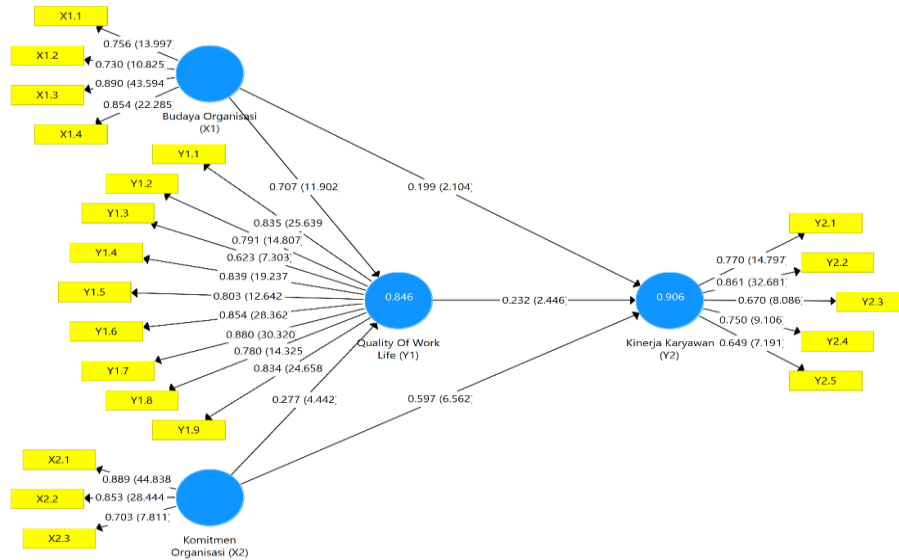 X1.1
0.756 (13.997)
X1.2
0.730 (10.825)
0.890 (43.594)
X1.3
0.854 (22.285)
X1.4
Budaya Organisasi
(X1)
Y1.1
Y1.2
0.707 (11.902)
0.199 (2.104)
Y1.3
0.835 (25.639
Y2.1
0.791 (14.807)
Y1.4
0.623 (7.303)
0.770 (14.797)
Y2.2
0.839 (19.237
0.861 (32.681)
Y1.5
0.803 (12.642
0.846
0.232 (2.446)
0.906
0.670 (8.086)
Y2.3
0.854 (28.362
Y1.6
0.750 (9.106)
0.880 (30.320)
Quality Of Work
Life (Y1)
Kinerja Karyawan
(Y2)
Y2.4
0.649 (7.191)
Y1.7
0.780 (14.325
Y2.5
0.834 (24.658
Y1.8
0.277 (4.442)
0.597 (6.562)
Y1.9
X2.1
0.889 (44.838
X2.2
0.853 (28.444
0.703 (7.811)
X2.3
Komitmen
Organisasi (X2)